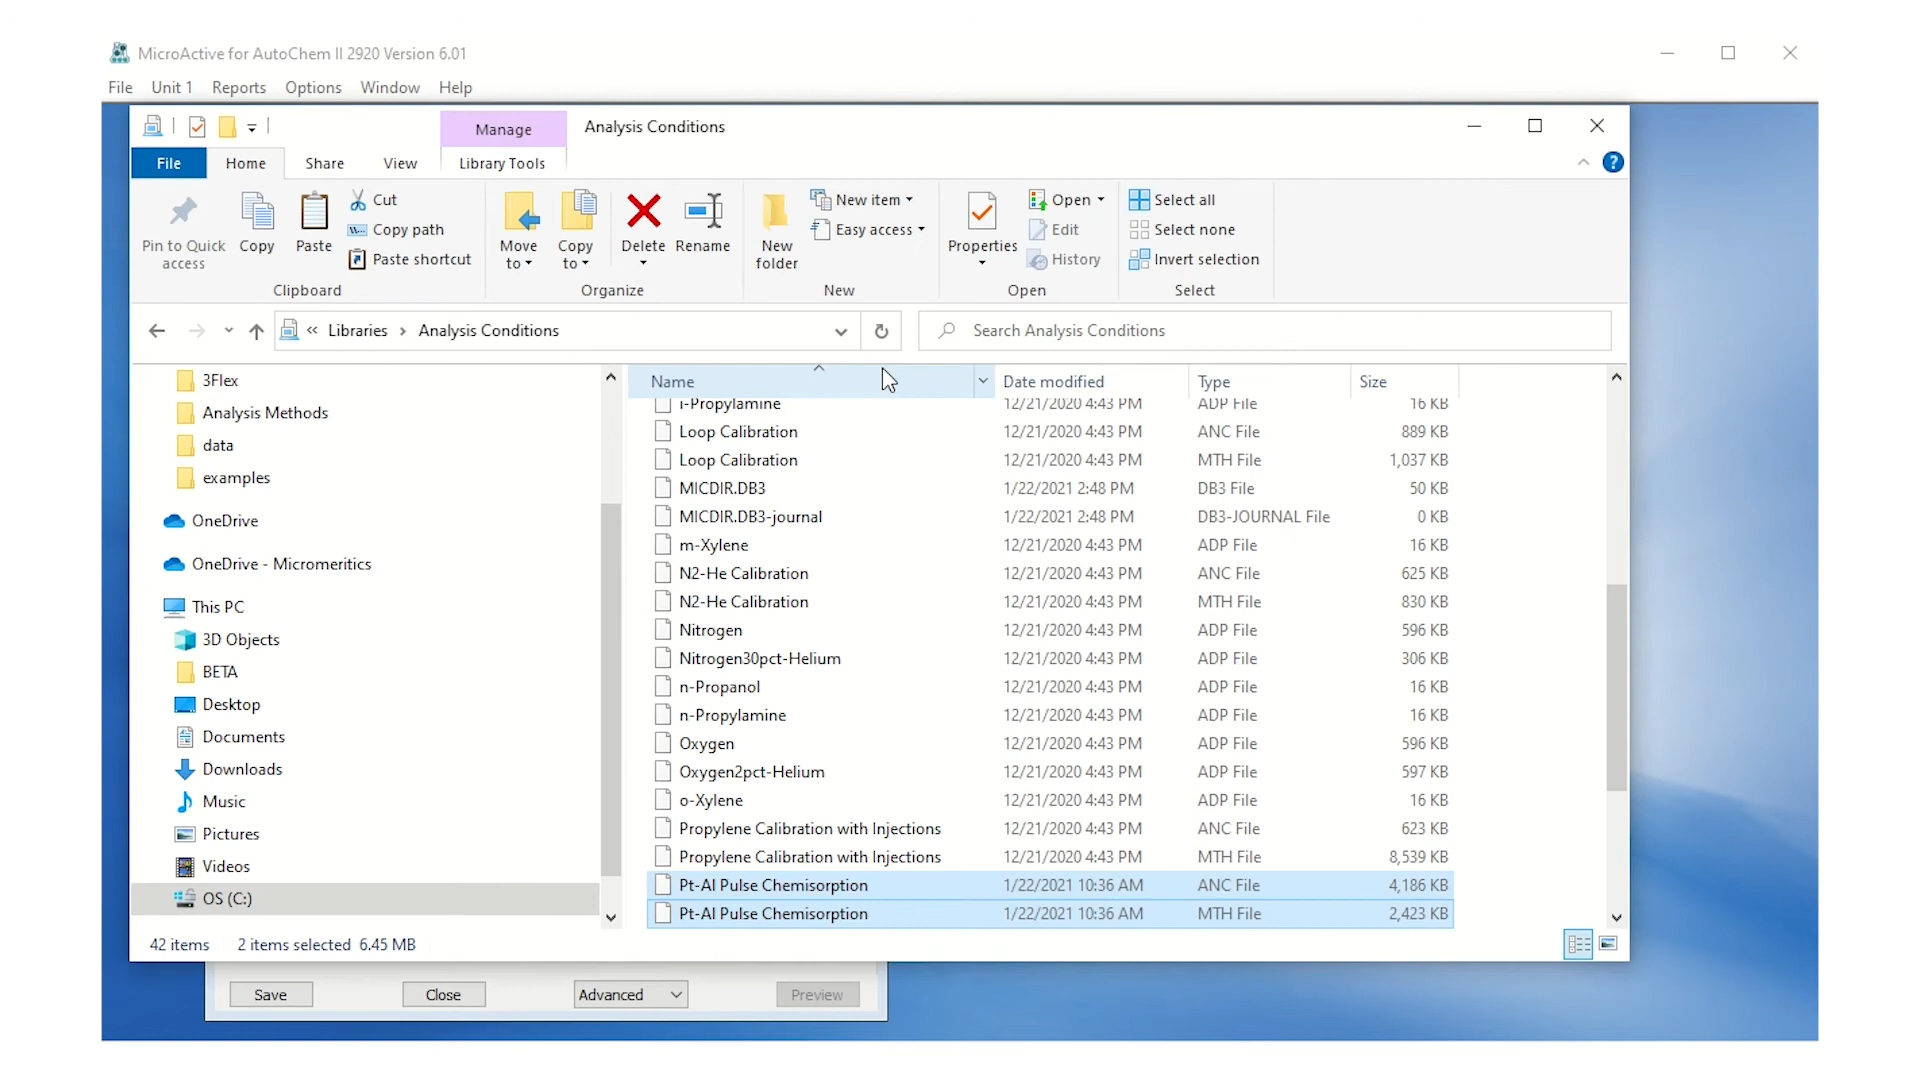 MicroActive for AutoChem II 2920 Version 6.01
File Unit 1 Reports Options Window Help
Manage Analysis Conditions
File Home Share View Library Tools
Pin to Quick access
Copy
Paste
Cut
Copy path
Paste shortcut
Clipboard
Move to
Copy to
Delete
Rename
Organize
New folder
New item
Easy access
New
Properties
Open
Edit
History
Open
Select all
Select none
Invert selection
Select
« Libraries › Analysis Conditions
Search Analysis Conditions
3Flex
Analysis Methods
data
examples
OneDrive
OneDrive - Micromeritics
This PC
3D Objects
BETA
Desktop
Documents
Downloads
Music
Pictures
Videos
OS (C:)
Name Date modified Type Size
i-Propylamine 12/21/2020 4:43 PM ADP File 16 KB
Loop Calibration 12/21/2020 4:43 PM ANC File 889 KB
Loop Calibration 12/21/2020 4:43 PM MTH File 1,037 KB
MICDIR.DB3 1/22/2021 2:48 PM DB3 File 50 KB
MICDIR.DB3-journal 1/22/2021 2:48 PM DB3-JOURNAL File 0 KB
m-Xylene 12/21/2020 4:43 PM ADP File 16 KB
N2-He Calibration 12/21/2020 4:43 PM ANC File 625 KB
N2-He Calibration 12/21/2020 4:43 PM MTH File 830 KB
Nitrogen 12/21/2020 4:43 PM ADP File 596 KB
Nitrogen30pct-Helium 12/21/2020 4:43 PM ADP File 306 KB
n-Propanol 12/21/2020 4:43 PM ADP File 16 KB
n-Propylamine 12/21/2020 4:43 PM ADP File 16 KB
Oxygen 12/21/2020 4:43 PM ADP File 596 KB
Oxygen2pct-Helium 12/21/2020 4:43 PM ADP File 597 KB
o-Xylene 12/21/2020 4:43 PM ADP File 16 KB
Propylene Calibration with Injections 12/21/2020 4:43 PM ANC File 623 KB
Propylene Calibration with Injections 12/21/2020 4:43 PM MTH File 8,539 KB
Pt-Al Pulse Chemisorption 1/22/2021 10:36 AM ANC File 4,186 KB
Pt-Al Pulse Chemisorption 1/22/2021 10:36 AM MTH File 2,423 KB
42 items 2 items selected 6.45 MB
Save Close Advanced Preview